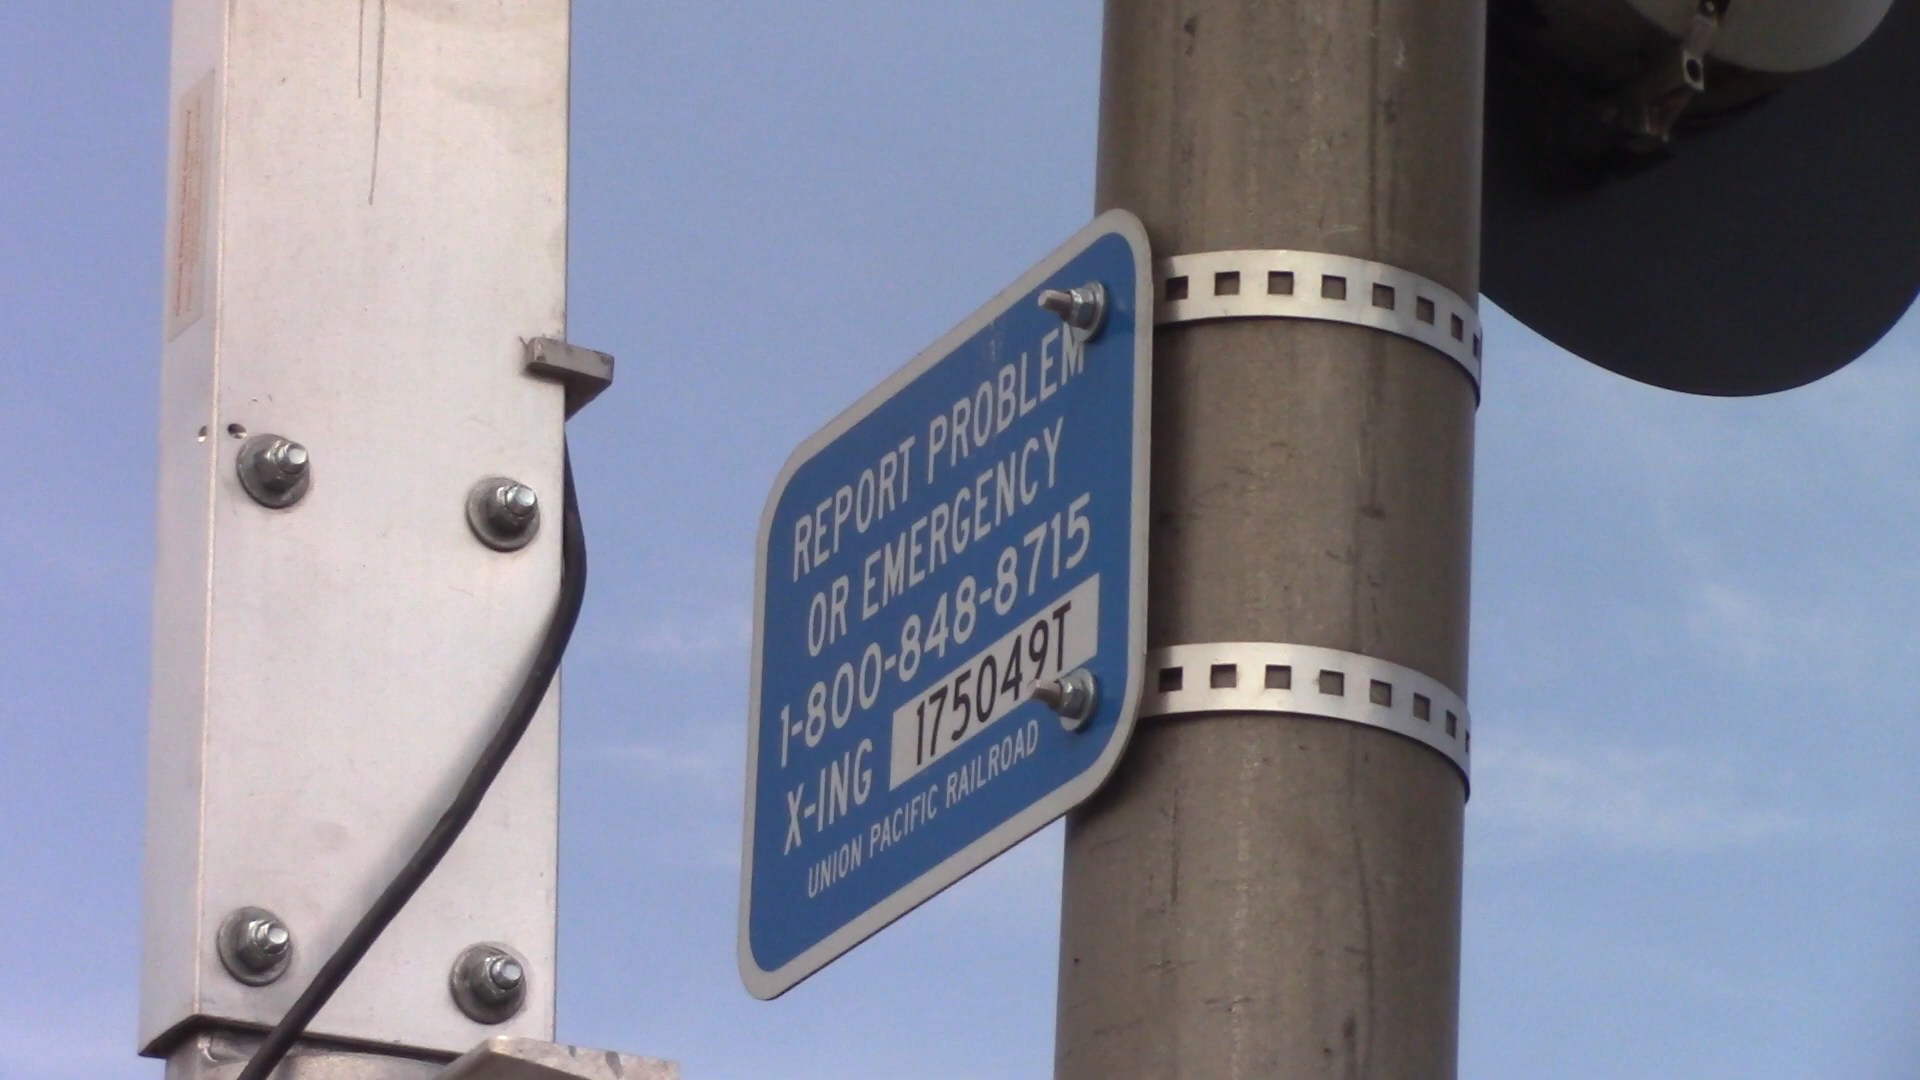 REPORT PROBLEM
OR EMERGENCY
1-800-848-8715
X-ING 175049T
UNION PACIFIC RAILROAD